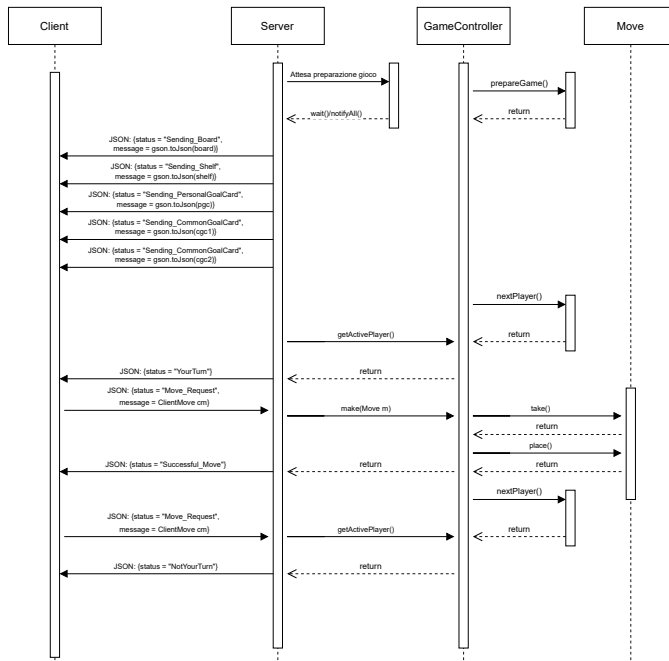 Client
Server
GameController
Move
Attesa preparazione gioco
prepareGame()
wait()/notifyAll()
return
JSON: {status = "Sending_Board",
message = gson.toJson(board)}
JSON: {status = "Sending_Shelf",
message = gson.toJson(shelf)}
JSON: {status = "Sending_PersonalGoalCard",
message = gson.toJson(pgc)}
JSON: {status = "Sending_CommonGoalCard",
message = gson.toJson(cgc1)}
JSON: {status = "Sending_CommonGoalCard",
message = gson.toJson(cgc2)}
nextPlayer()
getActivePlayer()
return
JSON: {status = "YourTurn"}
return
JSON: {status = "Move_Request",
message = ClientMove cm}
make(Move m)
take()
return
place()
JSON: {status = "Successful_Move"}
return
return
nextPlayer()
JSON: {status = "Move_Request",
message = ClientMove cm}
getActivePlayer()
return
JSON: {status = "NotYourTurn"}
return